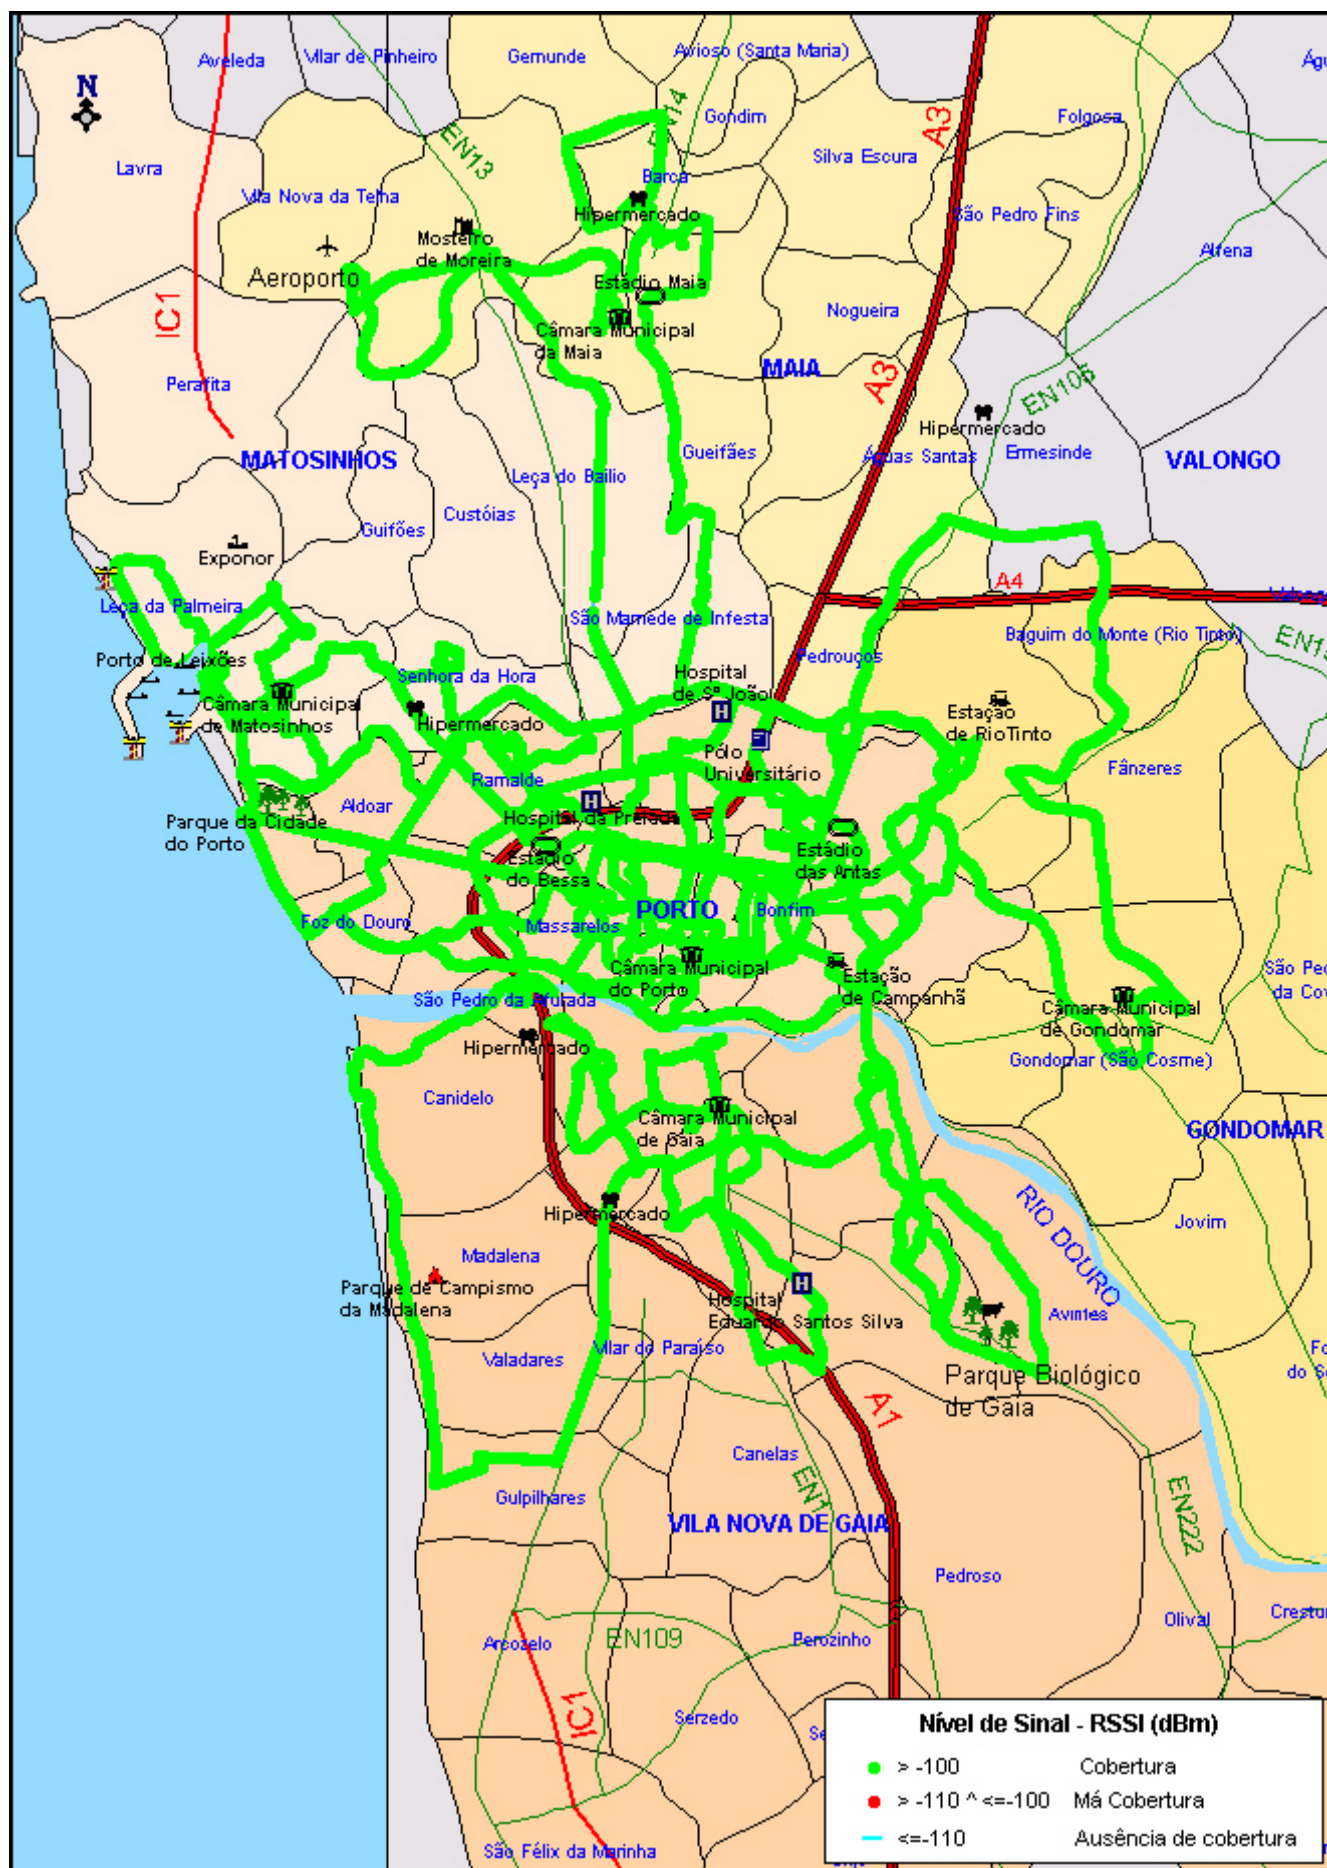 Aveleda
Vilar de Pinheiro
Gemunde
Avioso (Santa Maria)
N
EN14
Gondim
A3
Folgosa
EN13
Lavra
Silva Escura
Barca
Vila Nova da Telha
Hipermercado
São Pedro Fins
Mosteiro
de Moreira
Alfena
Aeroporto
Estádio Maia
IC1
Nogueira
Câmara Municipal
da Maia
MAIA
Perafita
A3
EN105
Hipermercado
MATOSINHOS
Gueifães
Águas Santas
Ermesinde
VALONGO
Leça do Bailio
Custóias
Guifões
Exponor
A4
Leça da Palmeira
São Mamede de Infesta
Baguim do Monte (Rio Tinto)
Porto de Leixões
Pedrouços
Senhora da Hora
Hospital
de Sº João
Câmara Municipal
de Matosinhos
Hipermercado
Estação
de RioTinto
Pólo
Universitário
Fânzeres
Ramalde
Aldoar
Hospital da Prelada
Parque da Cidade
do Porto
Estádio
do Bessa
Estádio
das Antas
PORTO
Bonfim
Foz do Douro
Massarelos
Câmara Municipal
do Porto
Estação
de Campanhã
São Pedro da Afurada
Câmara Municipal
de Gondomar
Hipermercado
Gondomar (São Cosme)
Canidelo
Câmara Municipal
de Gaia
GONDOMAR
RIO DOURO
Hipermercado
Jovim
Madalena
Parque de Campismo
da Madalena
Hospital
Eduardo Santos Silva
Avintes
Valadares
Vilar do Paraíso
Parque Biológico
de Gaia
A1
Canelas
EN1
Gulpilhares
EN222
VILA NOVA DE GAIA
Pedroso
Olival
Arcozelo
EN109
Perozinho
IC1
Serzedo
São Félix da Marinha
Nível de Sinal - RSSI (dBm)
> -100 Cobertura
> -110 ^ <=-100 Má Cobertura
<=-110 Ausência de cobertura